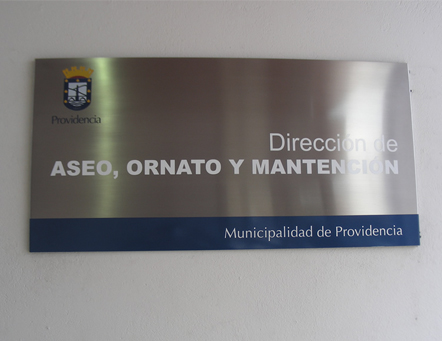 Providencia
Dirección de
ASEO, ORNATO Y MANTENCIÓN
Municipalidad de Providencia